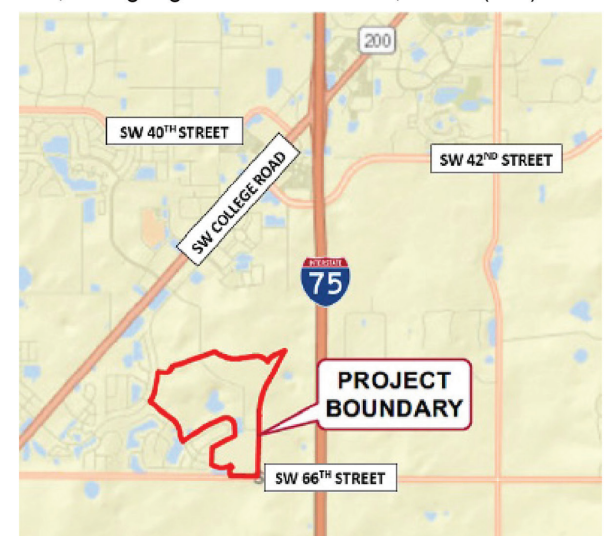 200
SW 40TH STREET
SW 42ND STREET
SW COLLEGE ROAD
INTERSTATE
75
PROJECT
BOUNDARY
SW 66TH STREET